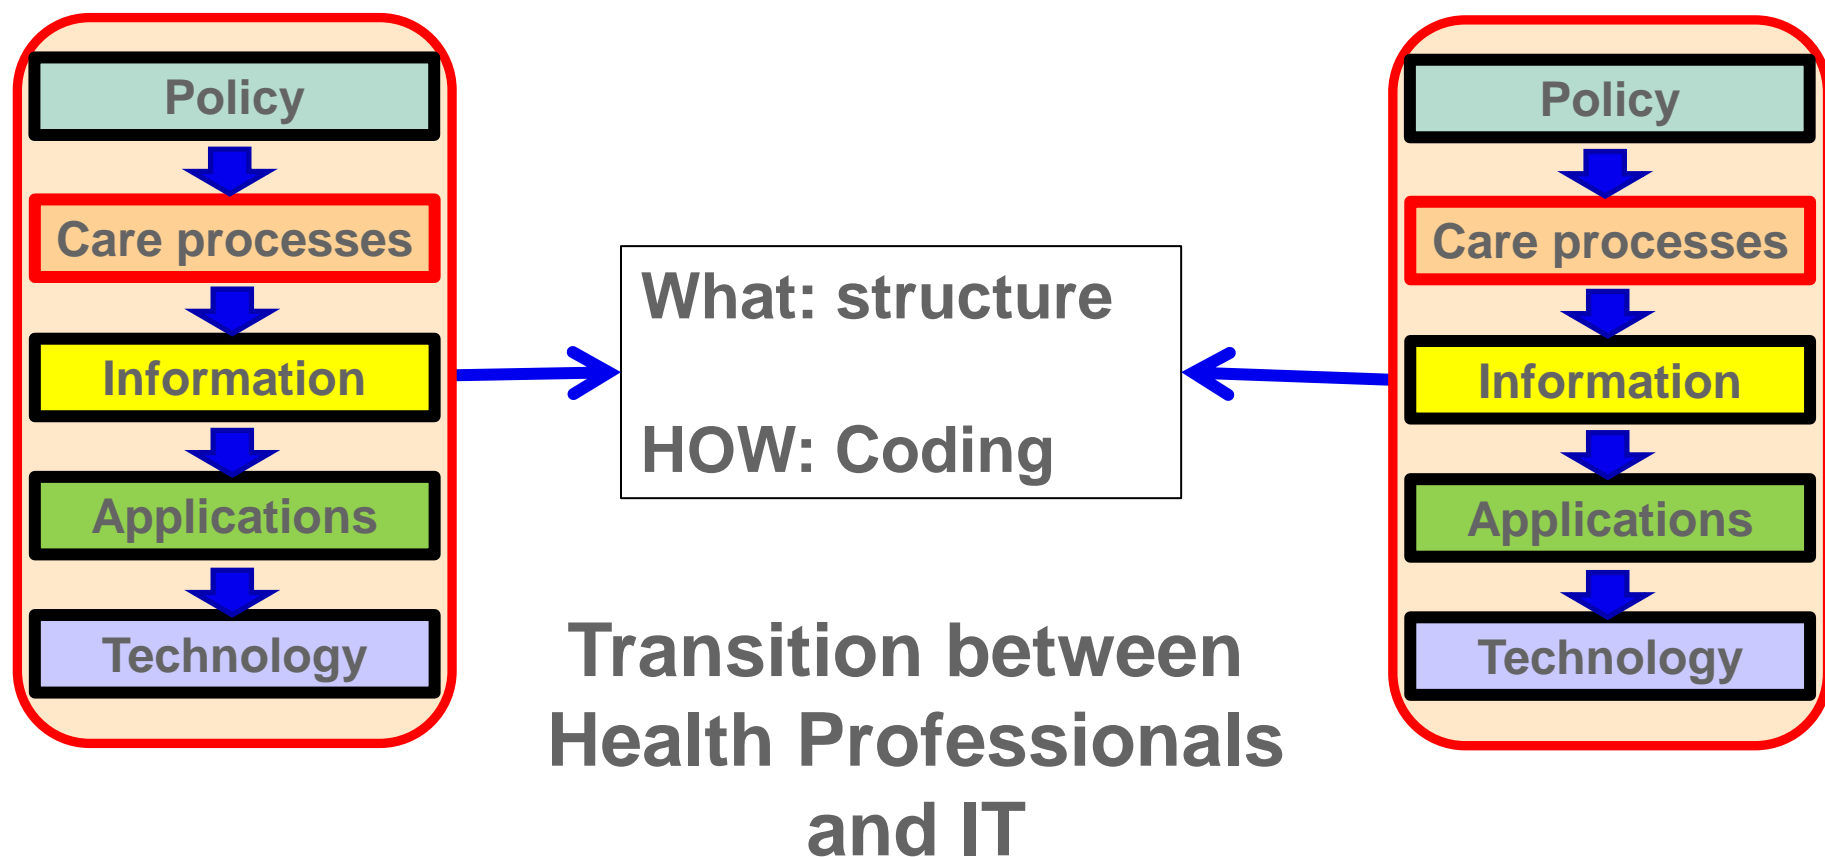 Policy
Care processes
Information
Applications
Technology
What: structure
HOW: Coding
Transition between
Health Professionals
and IT
Policy
Care processes
Information
Applications
Technology